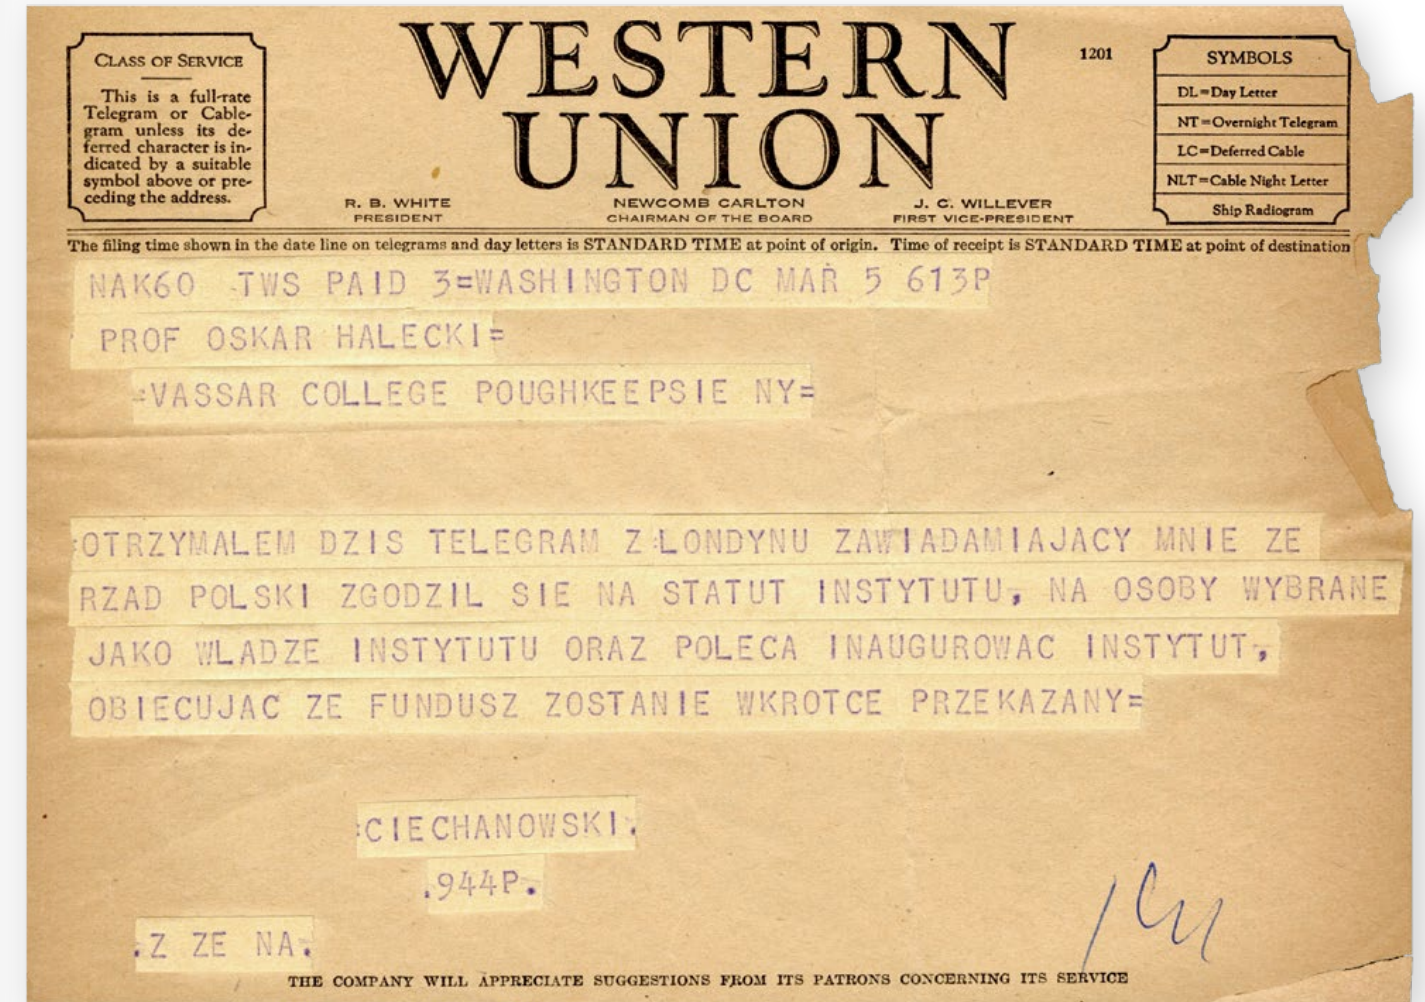 CLASS OF SERVICE
This is a full-rate
Telegram or Cable-
gram unless its de-
ferred character is in-
dicated by a suitable
symbol above or pre-
ceding the address.
WESTERN
UNION
1201
SYMBOLS
DL=Day Letter
NT=Overnight Telegram
LC=Deferred Cable
NLT=Cable Night Letter
Ship Radiogram
R. B. WHITE
PRESIDENT
NEWCOMB CARLTON
CHAIRMAN OF THE BOARD
J. C. WILLEVER
FIRST VICE-PRESIDENT
The filing time shown in the date line on telegrams and day letters is STANDARD TIME at point of origin. Time of receipt is STANDARD TIME at point of destination
NAK60 TWS PAID 3=WASHINGTON DC MAR 5 613P
PROF OSKAR HALECKI=
=VASSAR COLLEGE POUGHKEEPSIE NY=
:OTRZYMALEM DZIS TELEGRAM Z:LONDYNU ZAWIADAMIAJACY MNIE ZE
RZAD POLSKI ZGODZIL SIE NA STATUT INSTYTUTU, NA OSOBY WYBRANE
JAKO WLADZE INSTYTUTU ORAZ POLECA INAUGUROWAC INSTYTUT,
OBIECUJAC ZE FUNDUSZ ZOSTANIE WKROTCE PRZEKAZANY=
:CIECHANOWSKI.
.944P.
.Z ZE NA.
THE COMPANY WILL APPRECIATE SUGGESTIONS FROM ITS PATRONS CONCERNING ITS SERVICE